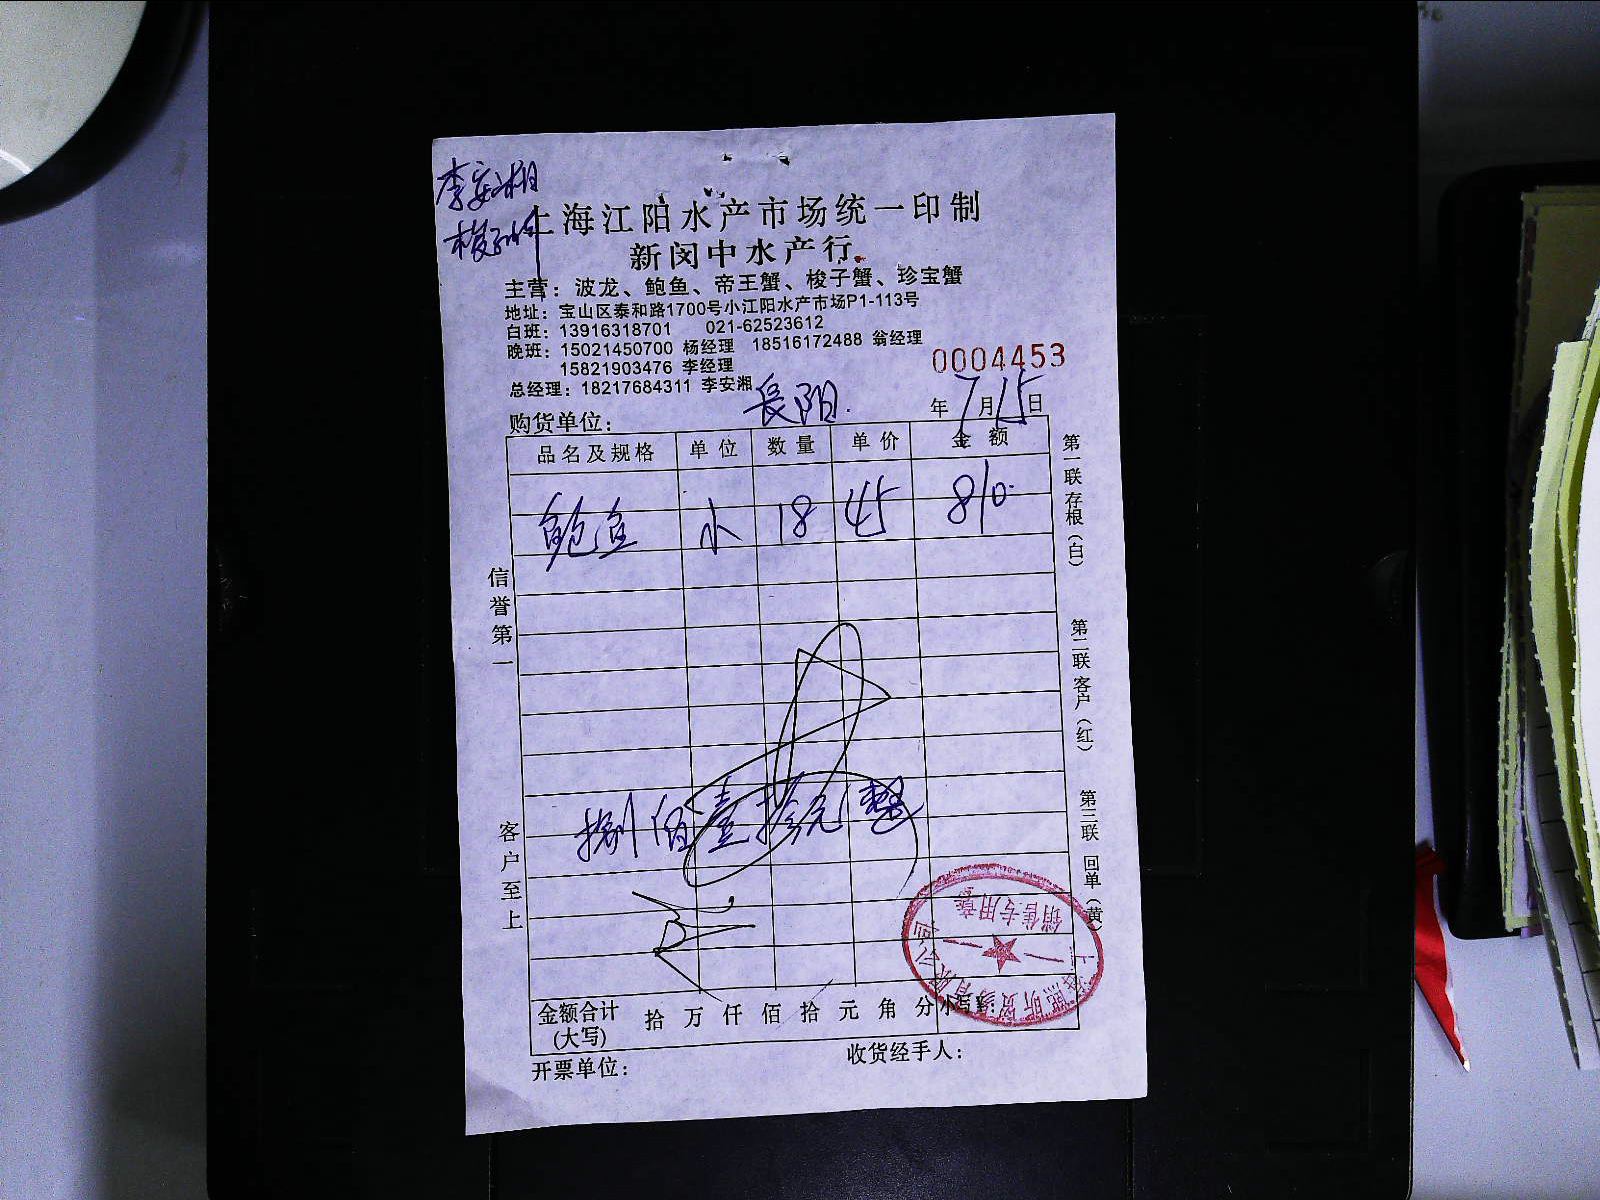 李安湘
梭子蟹
上海江阳水产市场统一印制
新闵中水产行
主营：波龙、鲍鱼、帝王蟹、梭子蟹、珍宝蟹
地址：宝山区泰和路1700号小江阳水产市场P1-113号
白班：13916318701 021-62523612
晚班：15021450700 杨经理 18516172488 翁经理
15821903476 李经理
总经理：18217684311 李安湘
0004453
购货单位： 长阳. 年 7 月 15 日
品名及规格 单位 数量 单价 金额
鲍鱼 小 18 45 810.
捌佰壹拾元整
金额合计(大写) 拾 万 仟 佰 拾 元 角 分 小写¥:
开票单位： 收货经手人：
信誉第一
客户至上
第一联存根（白）
第二联客户（红）
第三联 回单（黄）
销售专用章